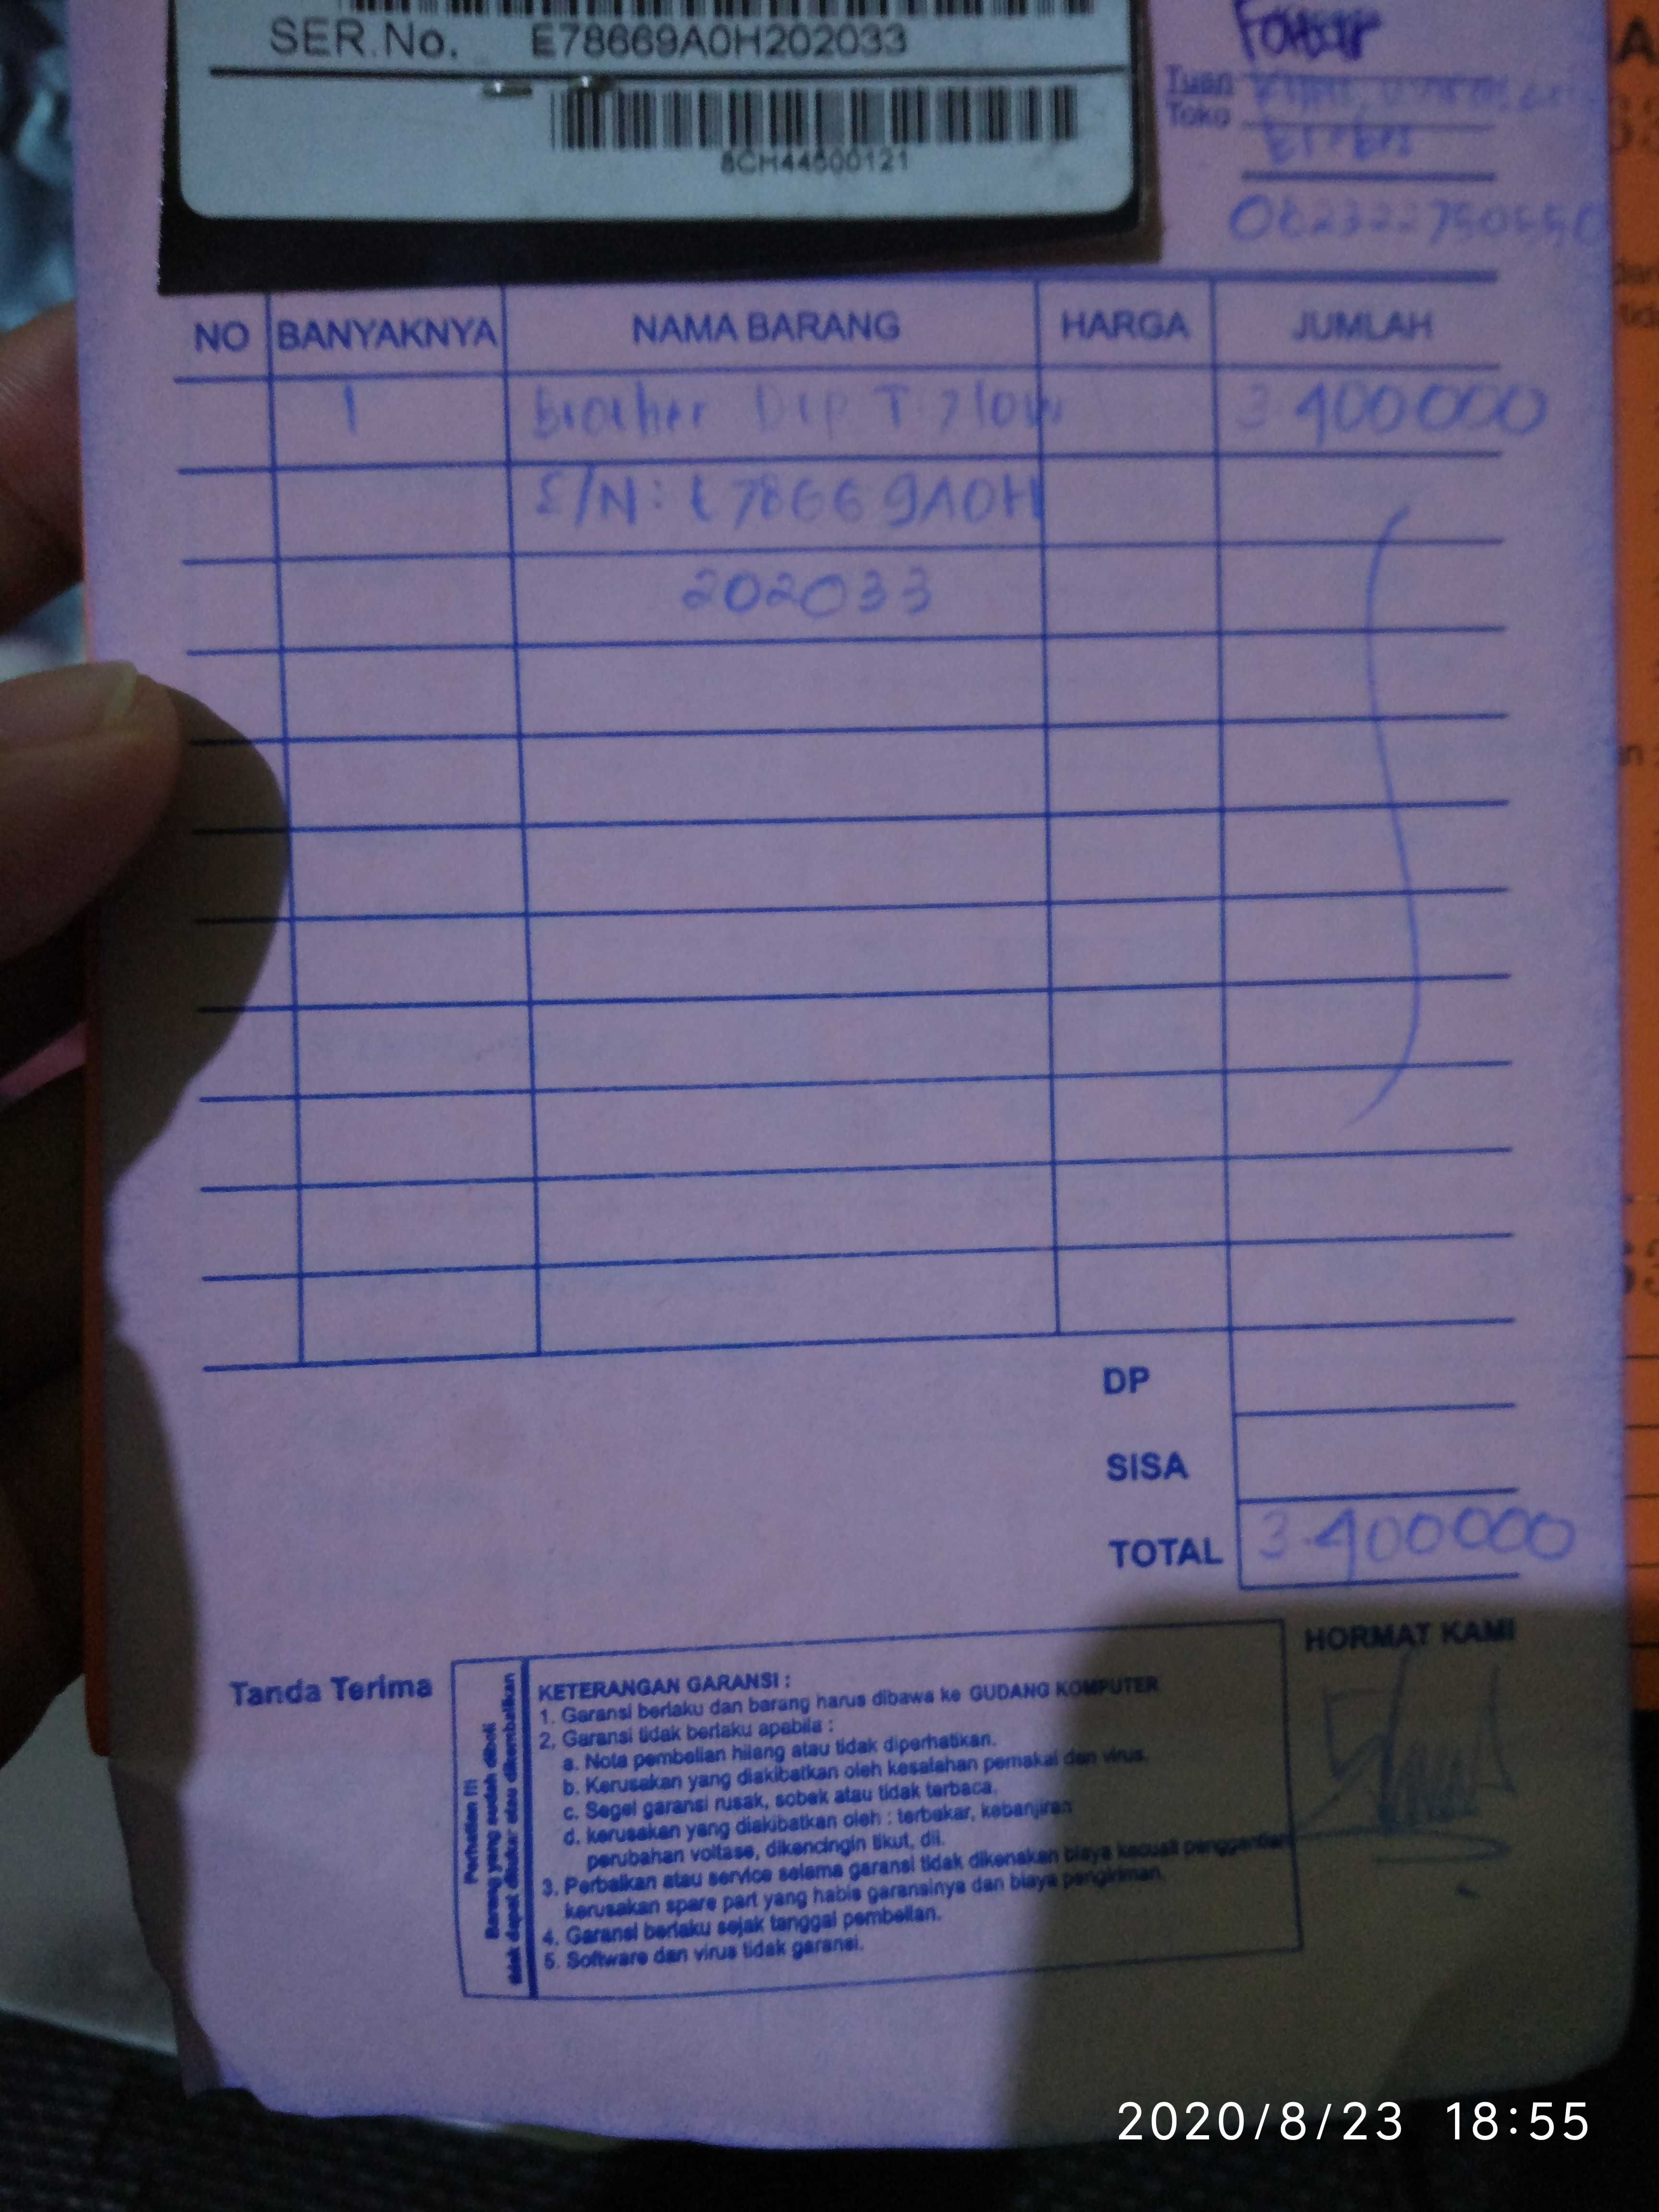 SER.No. E78669A0H202033
8CH44600121
Tuan
Toko
NO BANYAKNYA NAMA BARANG HARGA JUMLAH
1 Brother Dcp T 710W 3.400000
S/N: E78669A0H
202033
DP
SISA
TOTAL 3.400000
HORMAT KAMI
Tanda Terima
Perhatian !!!
Barang yang sudah dibeli
tidak dapat ditukar atau dikembalikan
KETERANGAN GARANSI :
1. Garansi berlaku dan barang harus dibawa ke GUDANG KOMPUTER
2. Garansi tidak berlaku apabila :
a. Nota pembelian hilang atau tidak diperhatikan.
b. Kerusakan yang diakibatkan oleh kesalahan pemakai dan virus.
c. Segel garansi rusak, sobek atau tidak terbaca.
d. kerusakan yang diakibatkan oleh : terbakar, kebanjiran
perubahan voltase, dikencingin tikut, dll.
3. Perbaikan atau service selama garansi tidak dikenakan biaya kecuali penggantian
kerusakan spare part yang habis garansinya dan biaya pengiriman.
4. Garansi berlaku sejak tanggal pembelian.
5. Software dan virus tidak garansi.
2020/8/23 18:55